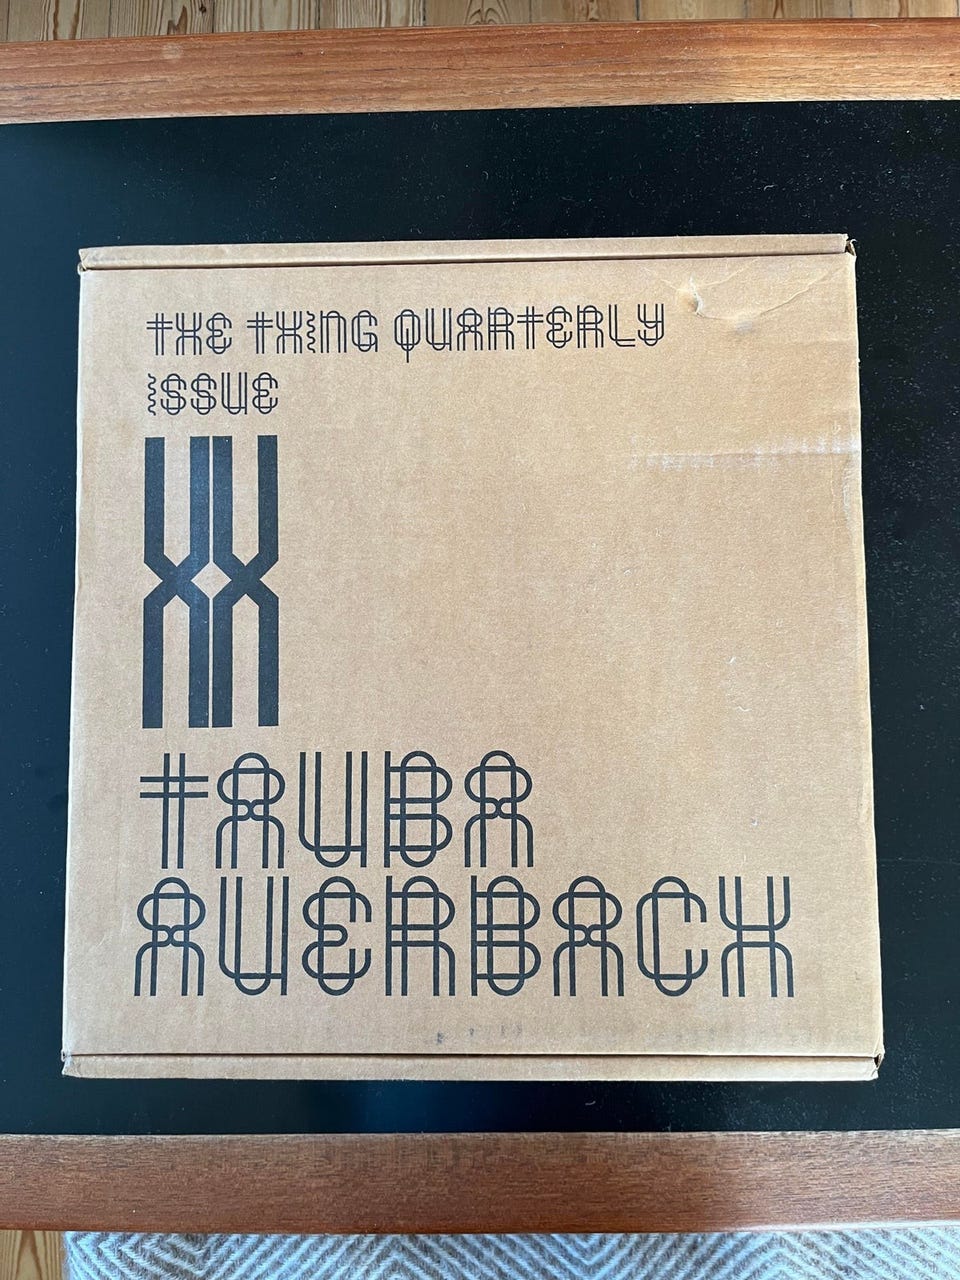 THE THING QUARTERLY
ISSUE
XX
TAUBA
AUERBACH